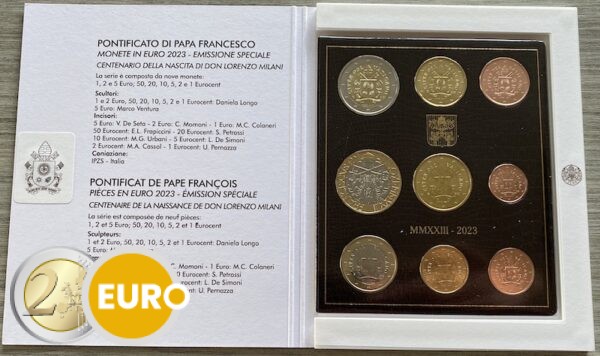 PONTIFICATO DI PAPA FRANCESCO
MONETE IN EURO 2023 - EMISSIONE SPECIALE
CENTENARIO DELLA NASCITA DI DON LORENZO MILANI
La serie è composta da nove monete:
1, 2 e 5 Euro; 50, 20, 10, 5, 2 e 1 Eurocent
Scultori:
1 e 2 Euro, 50, 20, 10, 5, 2 e 1 Eurocent: Daniela Longo
5 Euro: Marco Ventura
Incisori:
5 Euro: V. De Seta - 2 Euro: C. Momoni - 1 Euro: M.C. Colaneri
50 Eurocent: E.L. Frapiccini - 20 Eurocent: S. Petrassi
10 Eurocent: M.G. Urbani - 5 Eurocent: L. De Simoni
2 Eurocent: M.A. Cassol - 1 Eurocent: U. Pernazza
Coniazione:
IPZS - Italia
PONTIFICAT DE PAPE FRANÇOIS
PIÈCES EN EURO 2023 - ÉMISSION SPÉCIALE
CENTENAIRE DE LA NAISSANCE DE DON LORENZO MILANI
La série est composée de neuf pièces:
1, 2 et 5 Euro; 50, 20, 10, 5, 2 et 1 Eurocent
Sculpteurs:
1 et 2 Euro, 50, 20, 10, 5, 2 et 1 Eurocent: Daniela Longo
5
Momoni - 1 Euro: M.C. Colaneri
Eurocent: S. Petrassi
Eurocent: L. De Simoni
Eurocent: U. Pernazza
MMXXIII - 2023
2 EURO